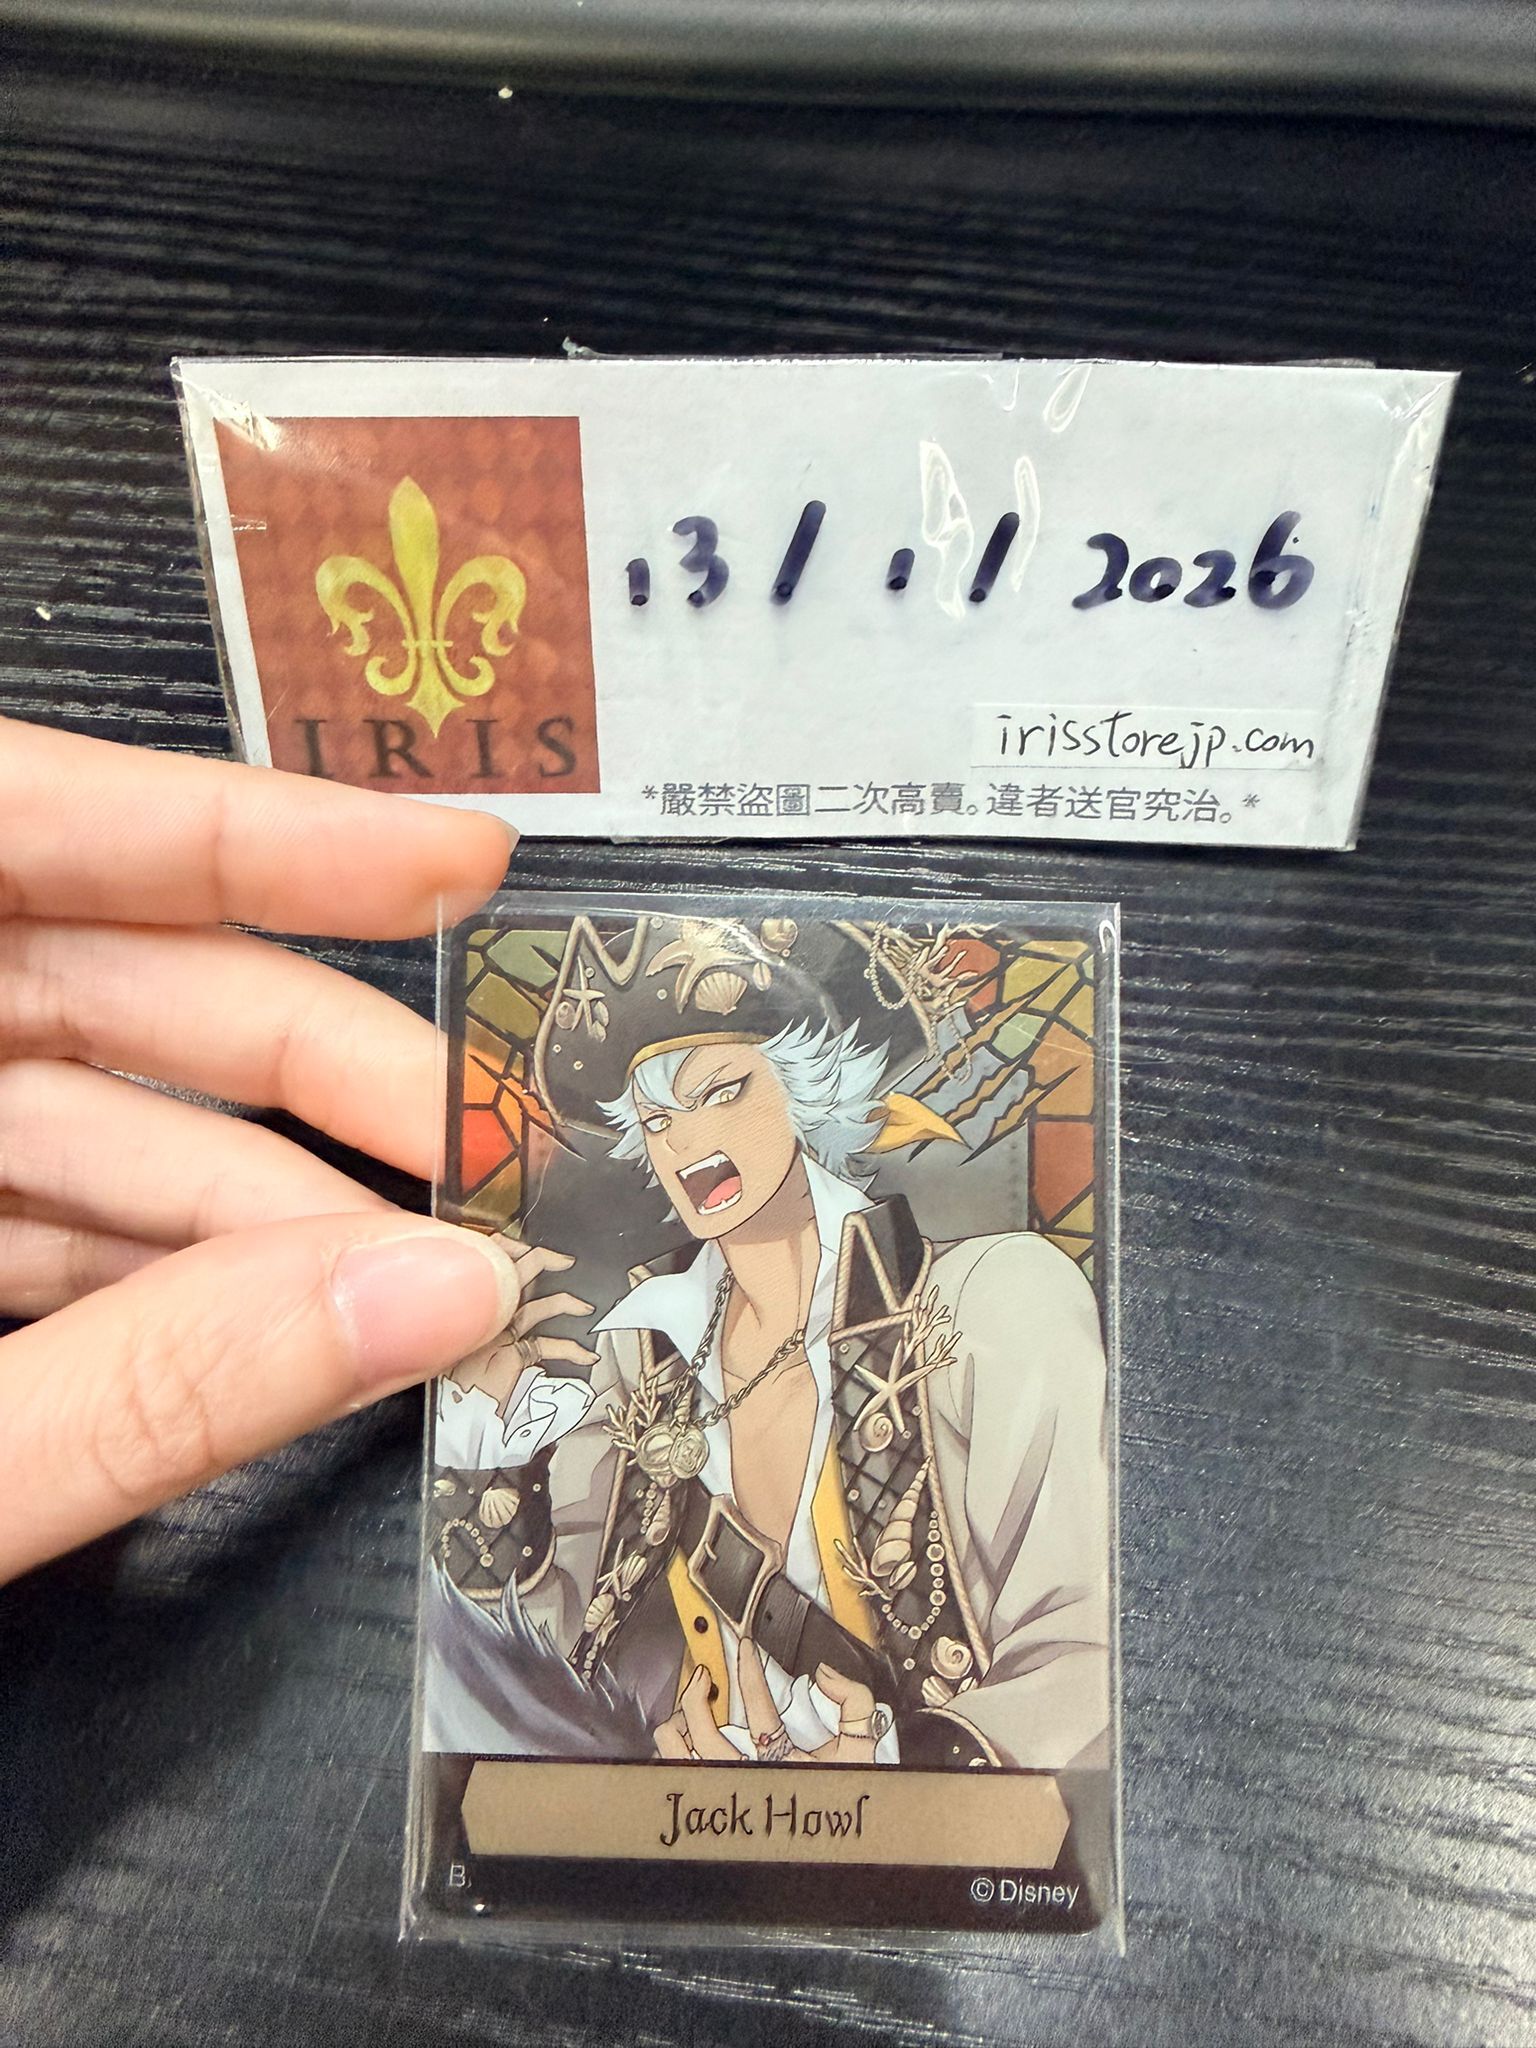 IRIS
13/1/2026
irisstorejp.com
*嚴禁盜圖二次高賣。違者送官究治。*
Jack Howl
B.
©Disney